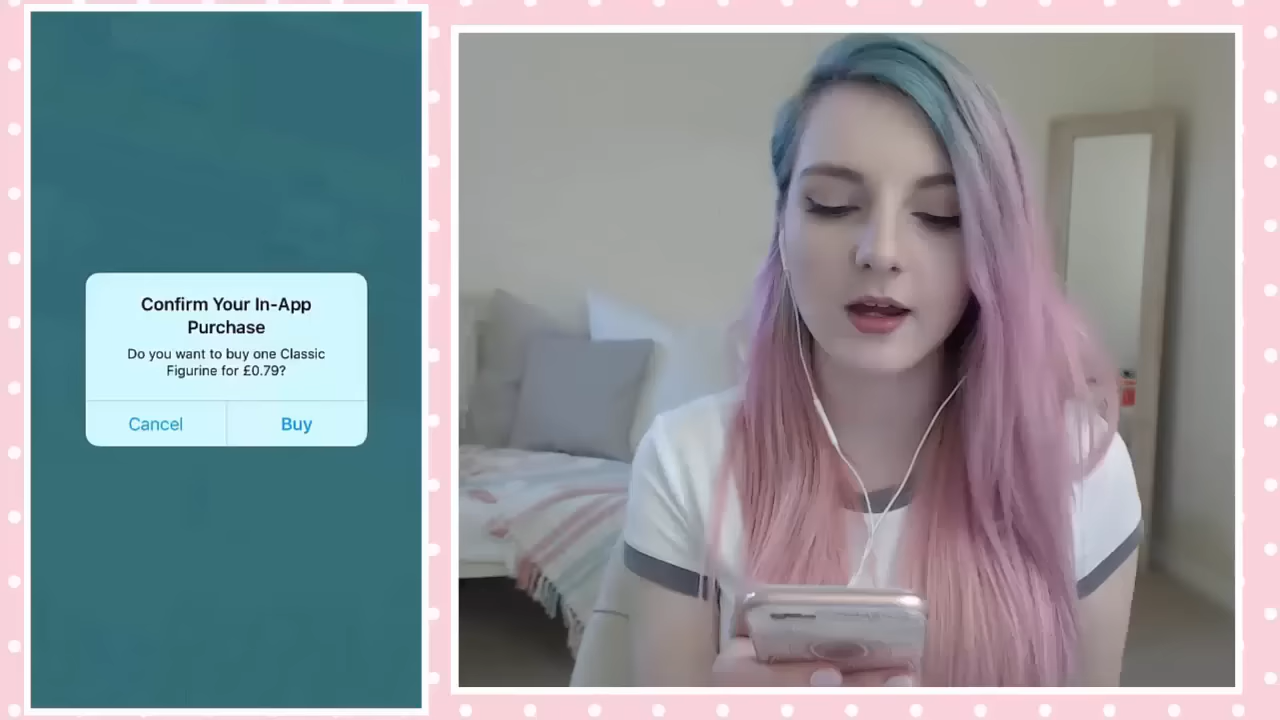 Confirm Your In-App
Purchase
Do you want to buy one Classic
Figurine for £0.79?
Cancel
Buy